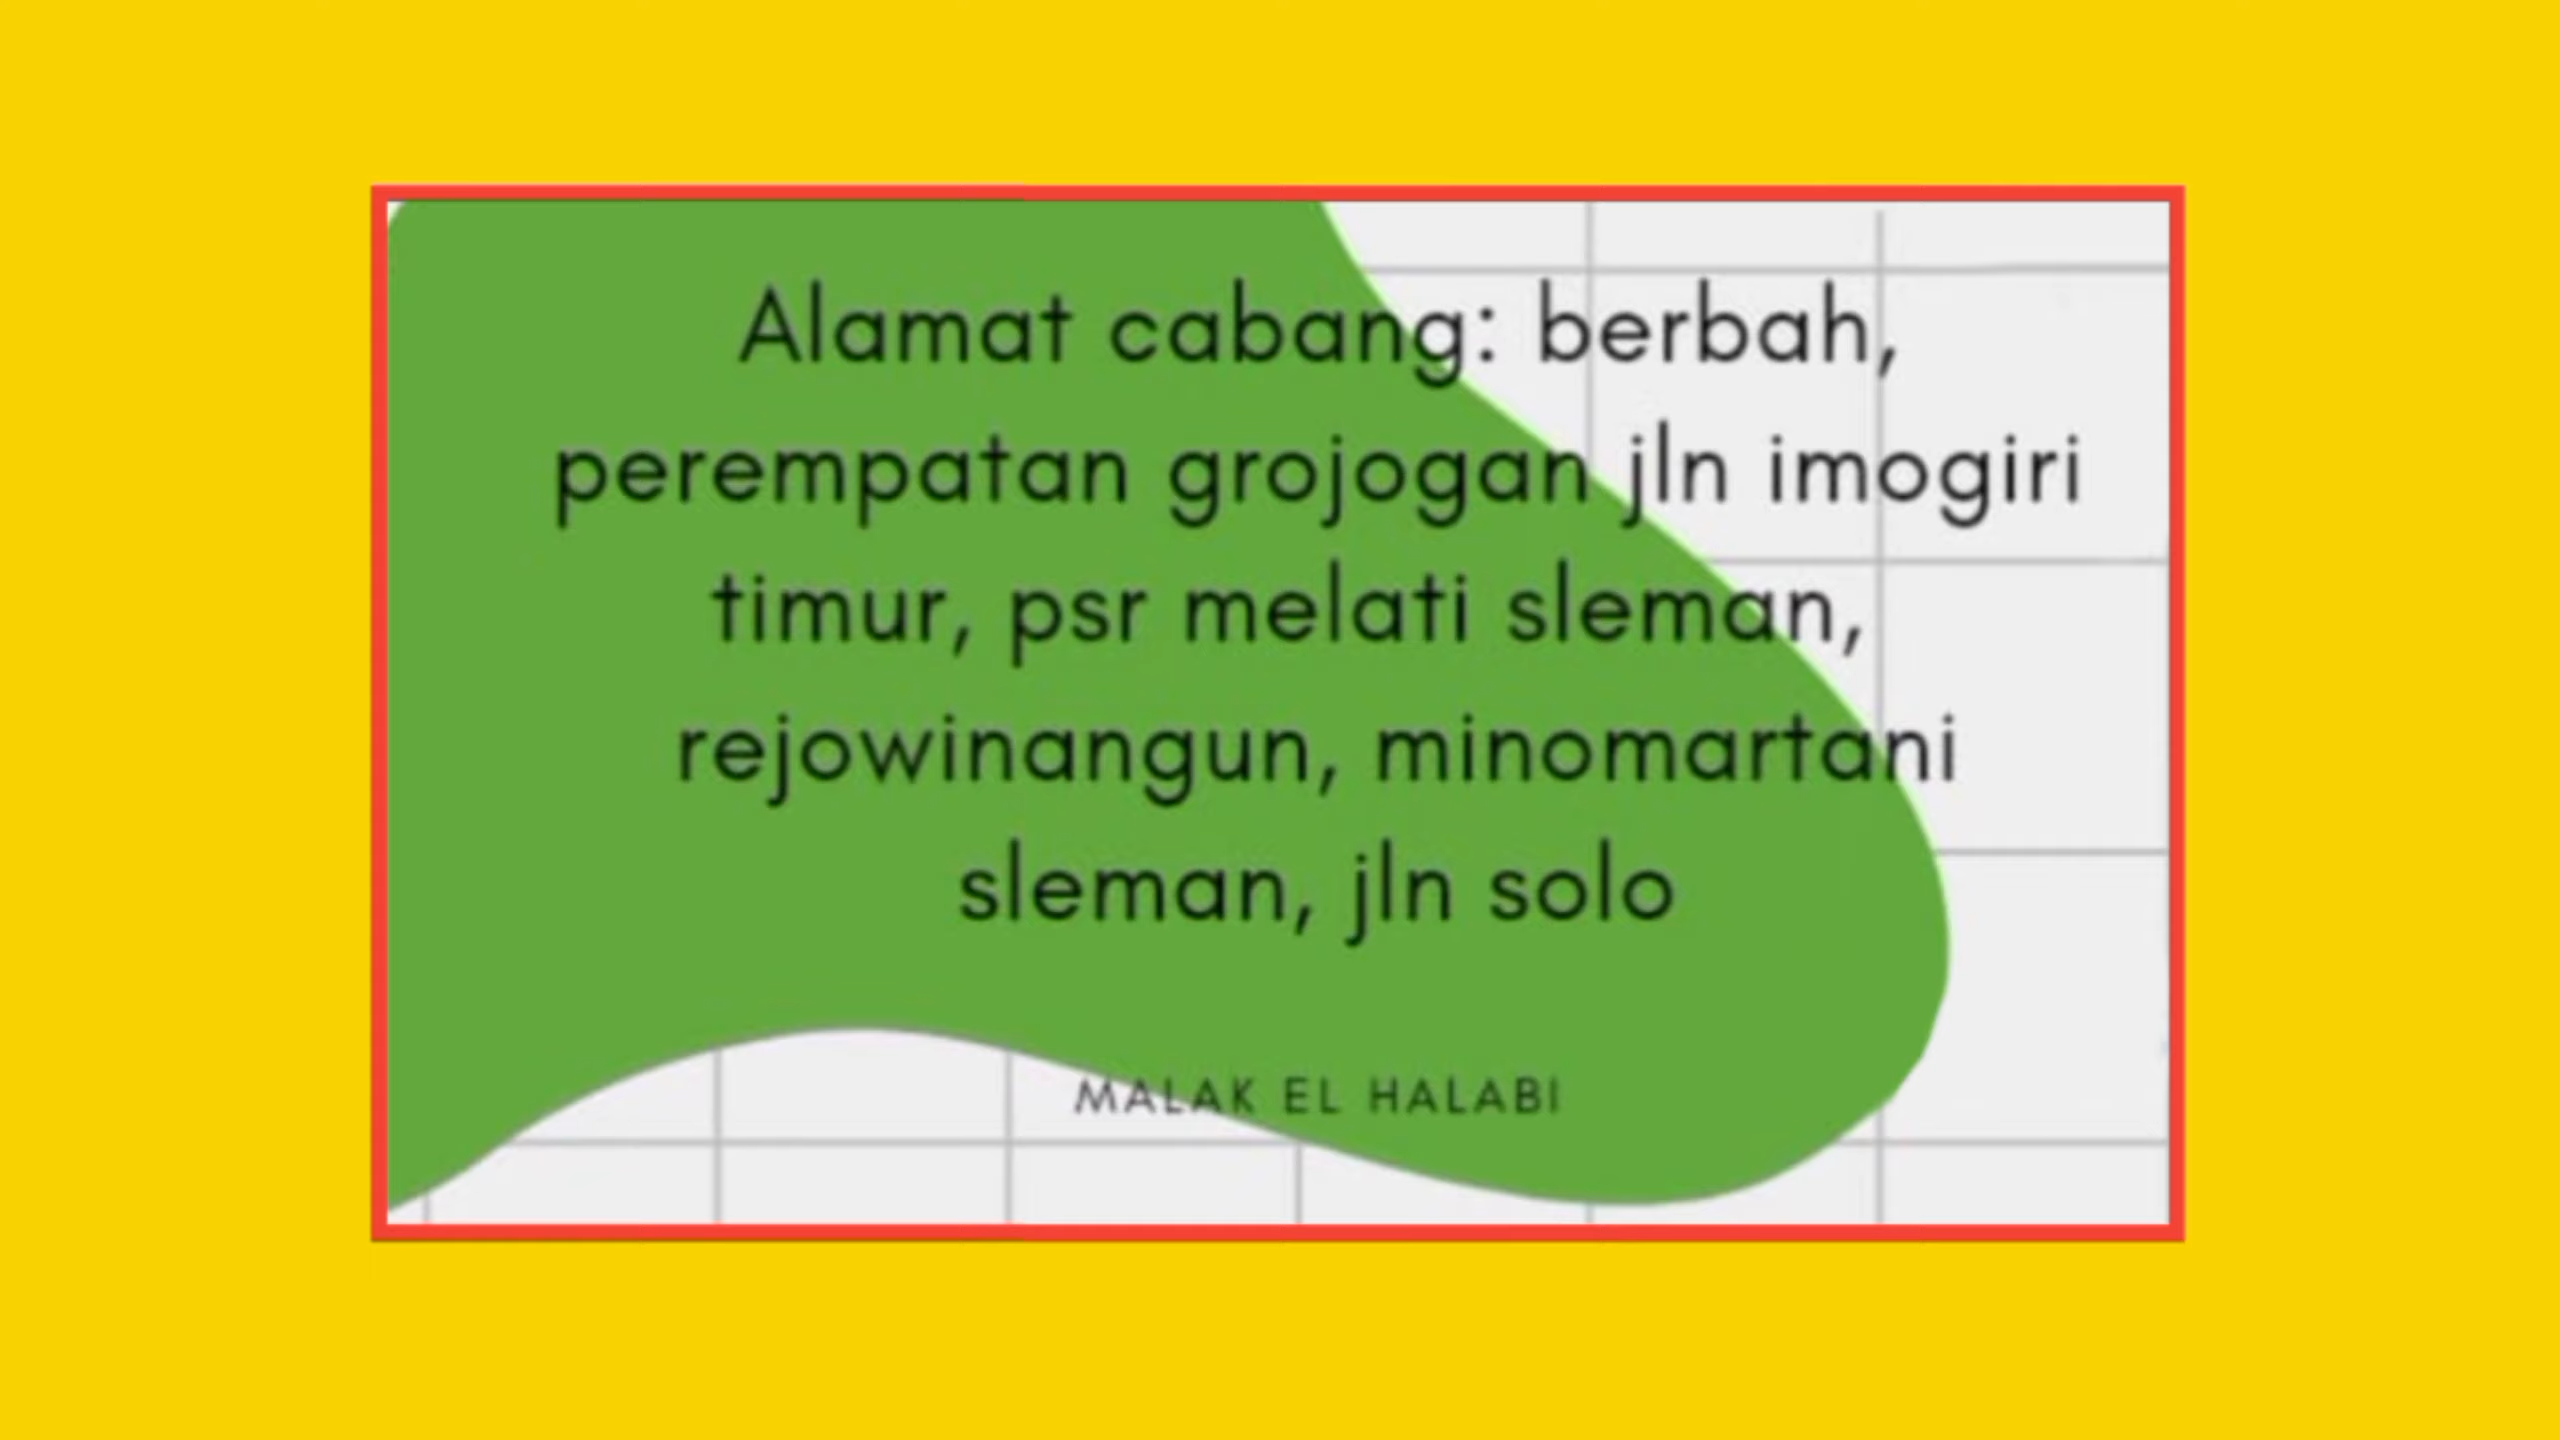 Alamat cabang: berbah,
perempatan grojogan jln imogiri
timur, psr melati sleman,
rejowinangun, minomartani
sleman, jln solo
MALAK EL HALABI